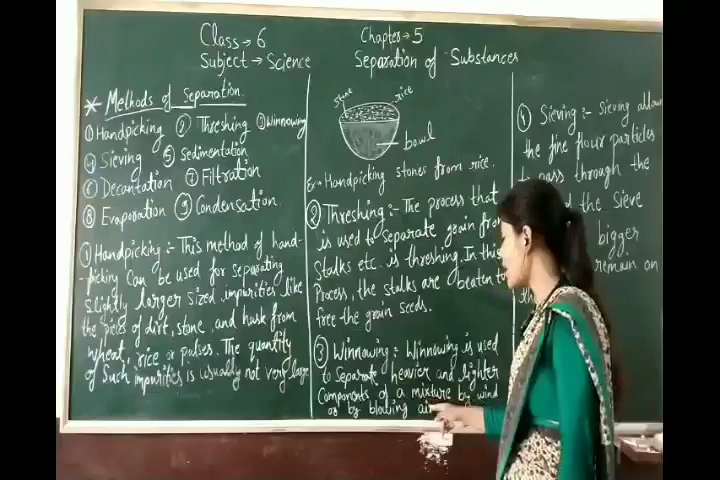 Class → 6
Subject → Science
Chapter → 5
Separation of Substances
* Methods of Separation.
① Handpicking ② Threshing ③ Winnowing
④ Sieving ⑤ Sedimentation
⑥ Decantation ⑦ Filtration
⑧ Evaporation ⑨ Condensation.
① Handpicking :- This method of hand-
-picking can be used for separating
slightly larger sized impurities like
the pieces of dirt, stone, and husk from
wheat, rice or pulses. The quantity
of such impurities is usually not very large
stone rice
bowl
Ex:- Handpicking stones from rice.
② Threshing :- The process that
is used to separate grain from
stalks etc. is threshing. In this
process, the stalks are beaten to
free the grain seeds.
③ Winnowing :- Winnowing is used
to separate heavier and lighter
components of a mixture by wind
or by blowing air
④ Sieving :- Sieving allow
the fine flour particles
to pass through the
the sieve
bigger
remain on